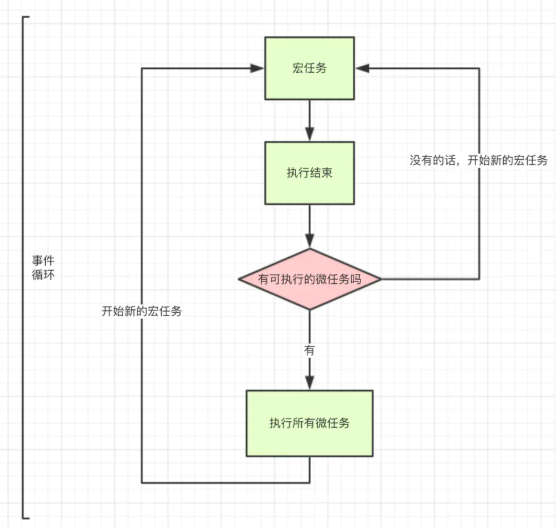 宏任务
没有的话，开始新的宏任务
执行结束
事件
循环
有可执行的微任务吗
开始新的宏任务
有
执行所有微任务